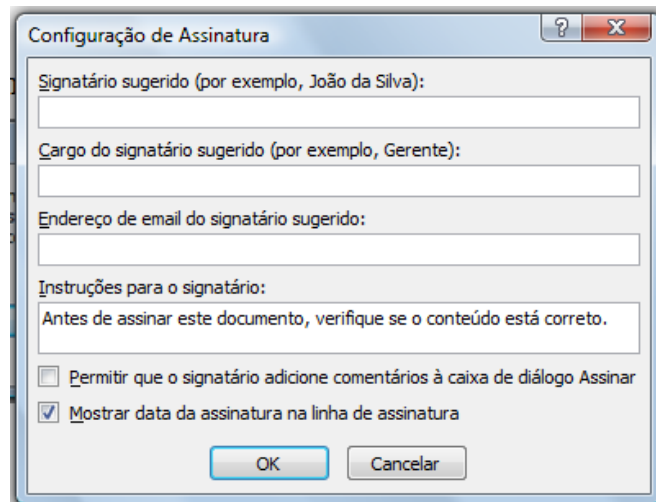 Configuração de Assinatura
?
Signatário sugerido (por exemplo, João da Silva):
Cargo do signatário sugerido (por exemplo, Gerente):
Endereço de email do signatário sugerido:
Instruções para o signatário:
Antes de assinar este documento, verifique se o conteúdo está correto.
Permitir que o signatário adicione comentários à caixa de diálogo Assinar
Mostrar data da assinatura na linha de assinatura
OK Cancelar